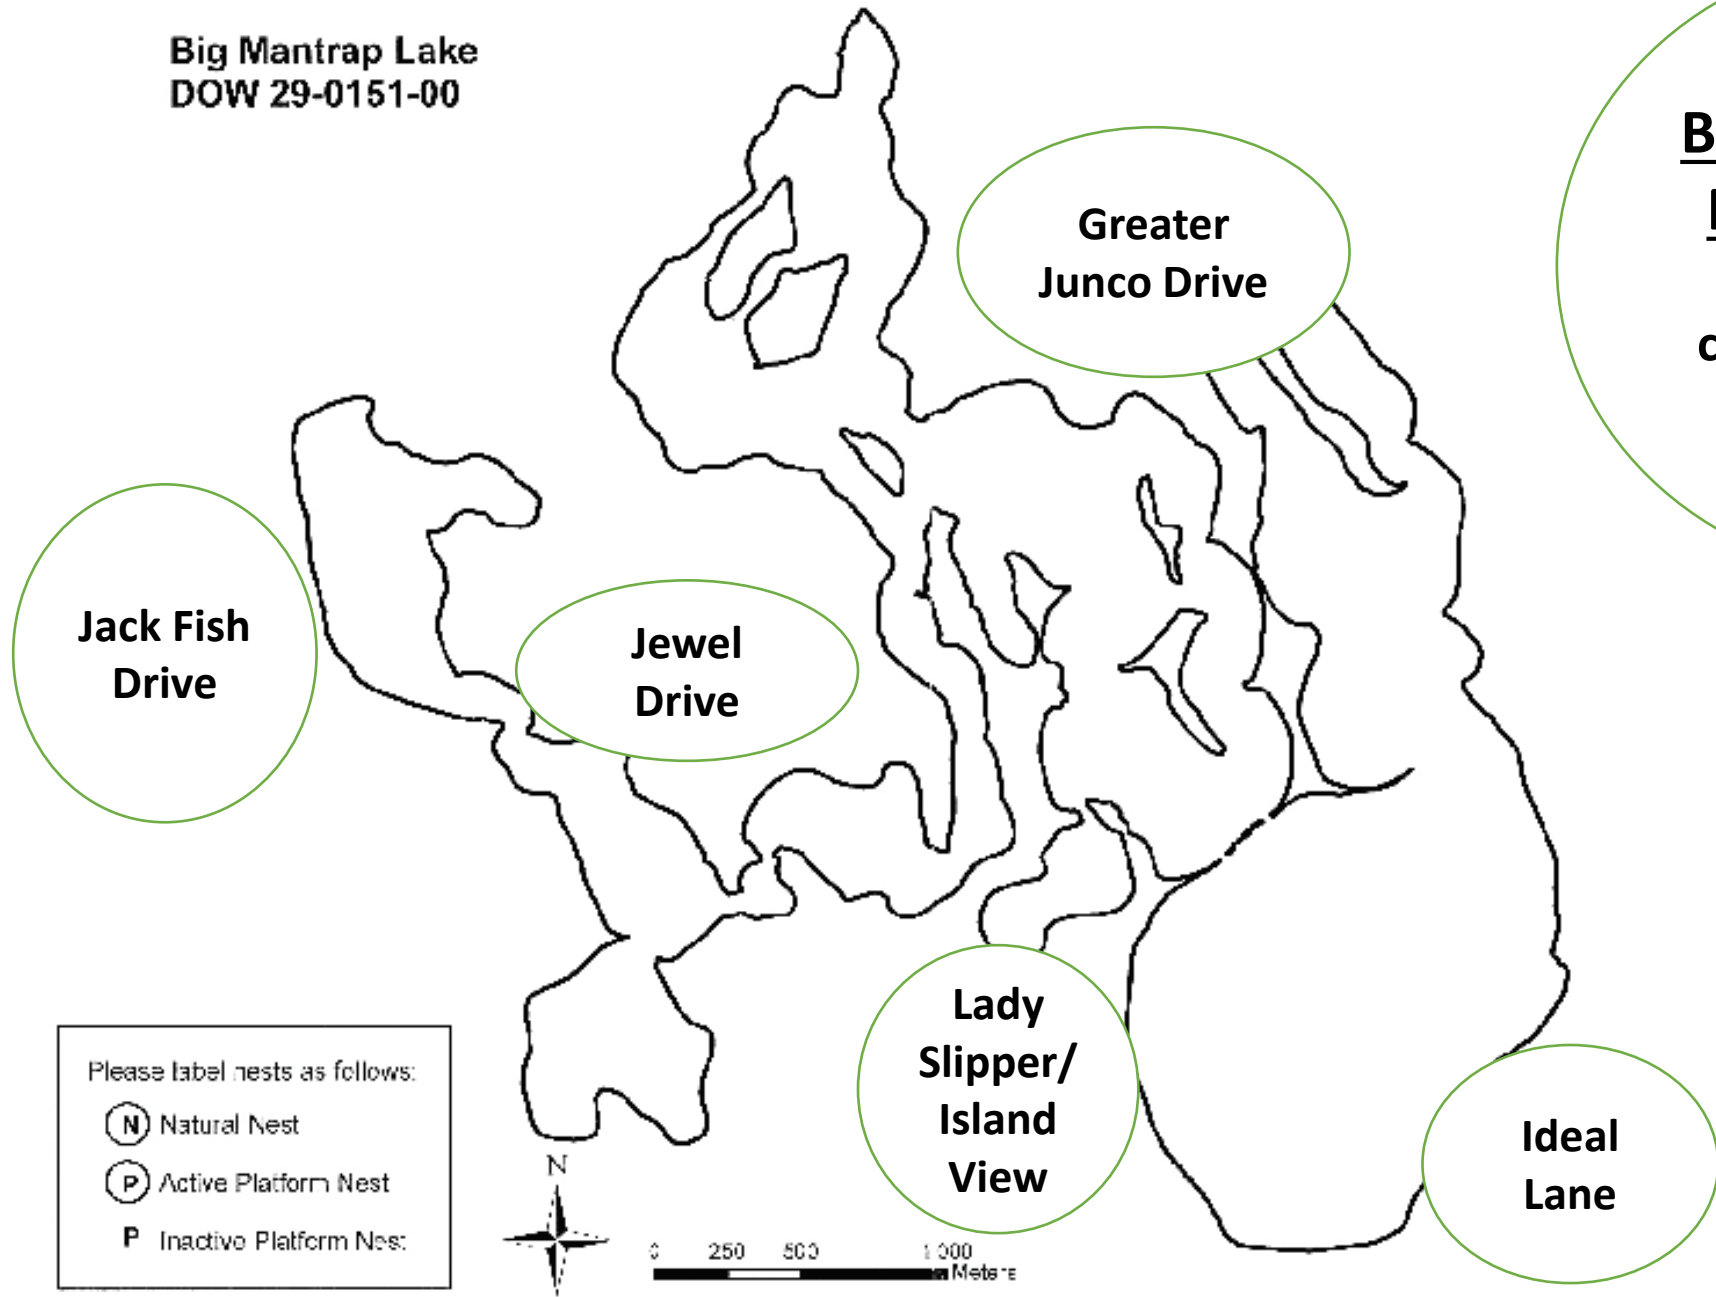 Big Mantrap Lake
DOW 29-0151-00
Greater
Junco Drive
Jack Fish
Drive
Jewel
Drive
Lady
Slipper/
Island
View
Ideal
Lane
Please label nests as follows:
N Natural Nest
P Active Platform Nest
P Inactive Platform Nest
N
0 250 500 1 000
Meters